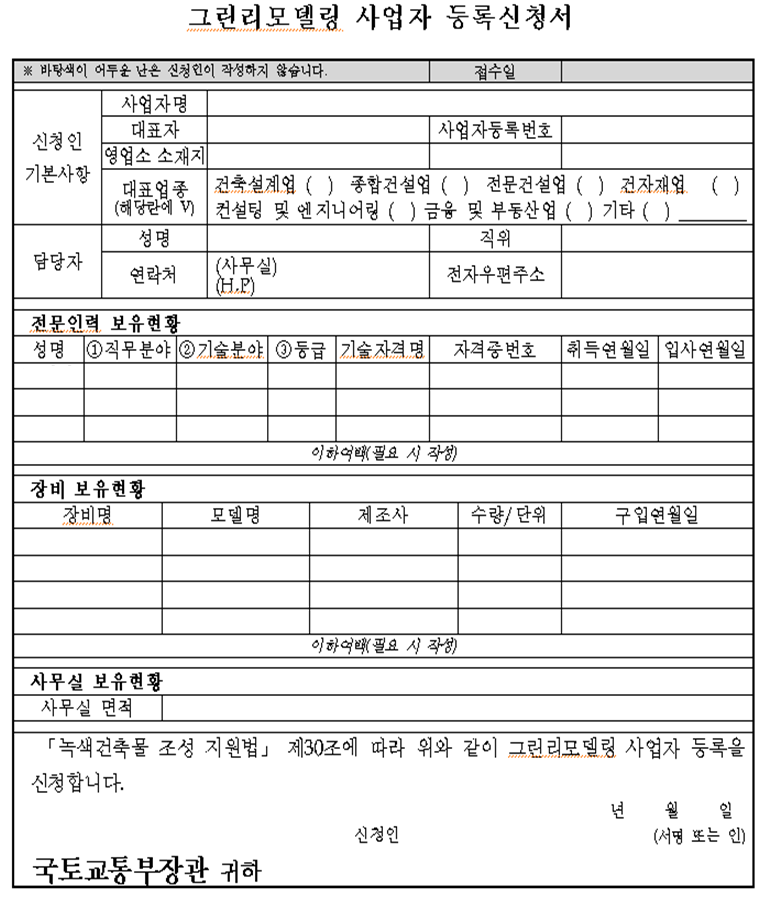 그린리모델링 사업자 등록신청서
※ 바탕색이 어두운 난은 신청인이 작성하지 않습니다. 접수일
신청인
기본사항
사업자명
대표자 사업자등록번호
영업소 소재지
대표업종
(해당란에 V)
건축설계업 ( ) 종합건설업 ( ) 전문건설업 ( ) 건자재업 ( )
컨설팅 및 엔지니어링 ( ) 금융 및 부동산업 ( ) 기타 ( ) ________
담당자
성명 직위
연락처
(사무실)
(H.P)
전자우편주소
전문인력 보유현황
성명 ①직무분야 ②기술분야 ③등급 기술자격명 자격증번호 취득연월일 입사연월일
이하여백(필요 시 작성)
장비 보유현황
장비명 모델명 제조사 수량/단위 구입연월일
이하여백(필요 시 작성)
사무실 보유현황
사무실 면적
「녹색건축물 조성 지원법」 제30조에 따라 위와 같이 그린리모델링 사업자 등록을
신청합니다.
년 월 일
신청인 (서명 또는 인)
국토교통부장관 귀하